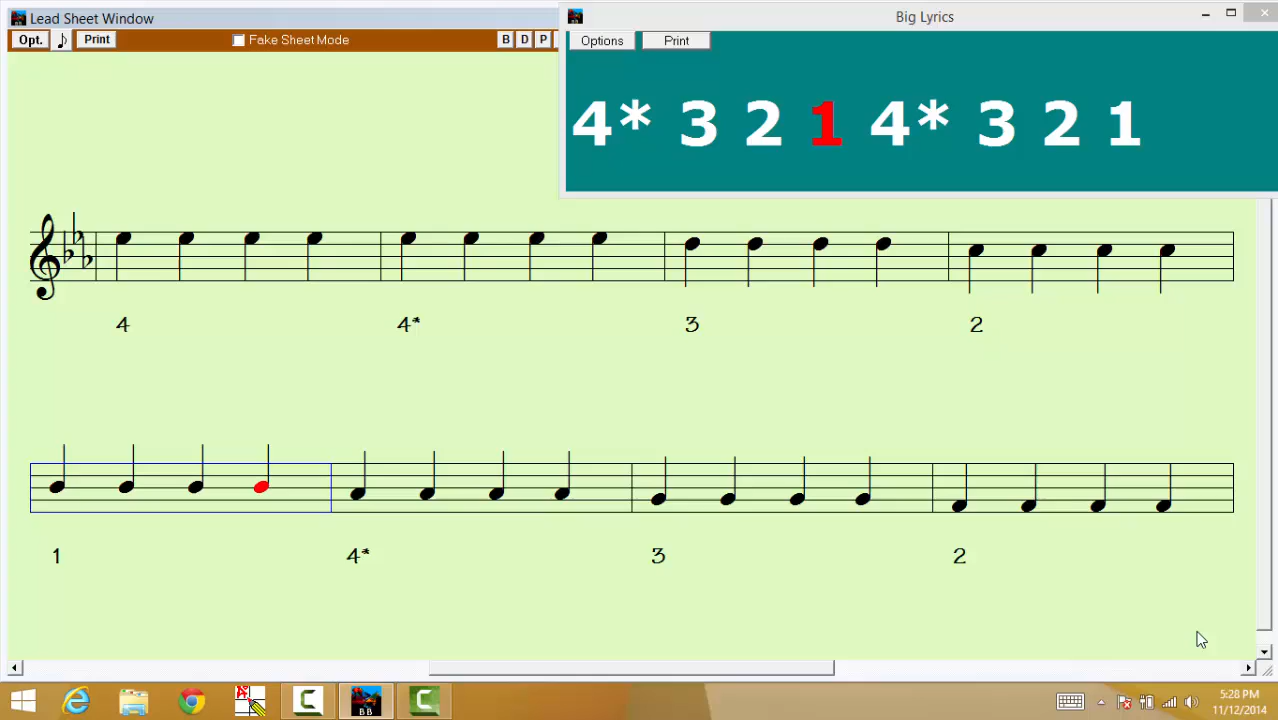 Lead Sheet Window
Big Lyrics
Opt. Print Fake Sheet Mode B D P
Options Print
4* 3 2 1 4* 3 2 1
4 4* 3 2
1 4* 3 2
BB
5:28 PM
11/12/2014